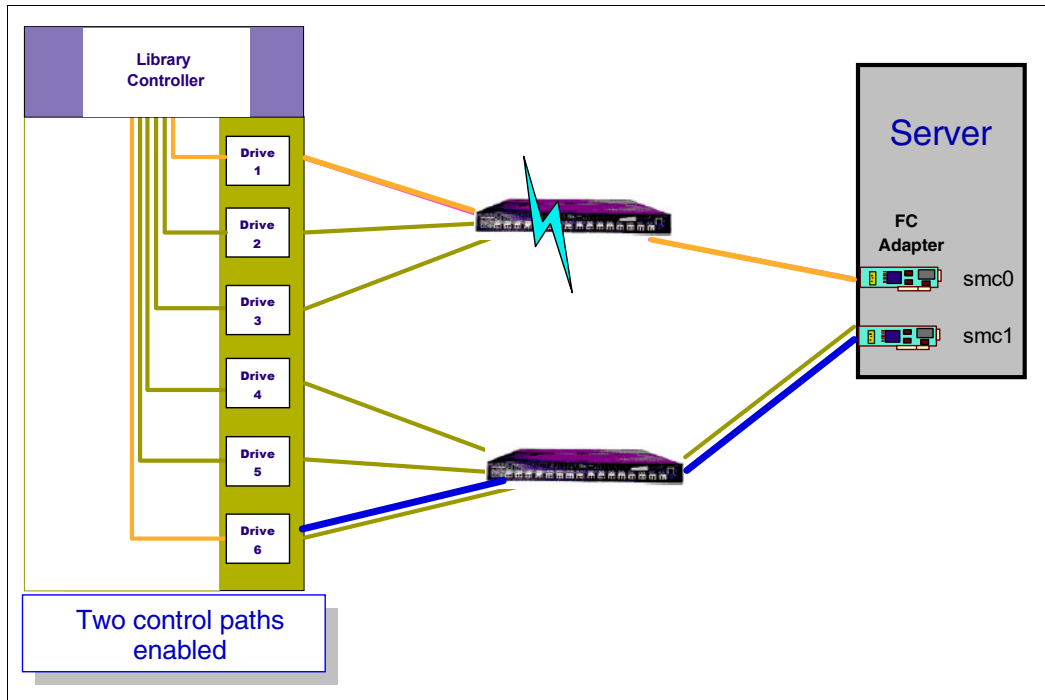 Library
Controller
Drive
1
Drive
2
Drive
3
Drive
4
Drive
5
Drive
6
Two control paths
enabled
Server
FC
Adapter
smc0
smc1